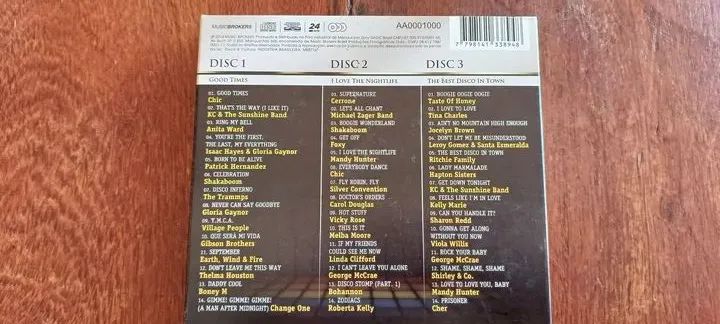 MUSICBROKERS
24
AA0001000
7 798141 338948
DISC 1
GOOD TIMES
01. GOOD TIMES
Chic
02. THAT'S THE WAY (I LIKE IT)
KC & The Sunshine Band
03. RING MY BELL
Anita Ward
04. YOU'RE THE FIRST,
THE LAST, MY EVERYTHING
Isaac Hayes & Gloria Gaynor
05. BORN TO BE ALIVE
Patrick Hernandez
06. CELEBRATION
Shakaboom
07. DISCO INFERNO
The Trammps
08. NEVER CAN SAY GOODBYE
Gloria Gaynor
09. Y.M.C.A.
Village People
10. QUE SERÁ MI VIDA
Gibson Brothers
11. SEPTEMBER
Earth, Wind & Fire
12. DON'T LEAVE ME THIS WAY
Thelma Houston
13. DADDY COOL
Boney M
14. GIMME! GIMME! GIMME!
(A MAN AFTER MIDNIGHT) Change One
DISC 2
I LOVE THE NIGHTLIFE
01. SUPERNATURE
Cerrone
02. LET'S ALL CHANT
Michael Zager Band
03. BOOGIE WONDERLAND
Shakaboom
04. GET OFF
Foxy
05. I LOVE THE NIGHTLIFE
Mandy Hunter
06. EVERYBODY DANCE
Chic
07. FLY ROBIN, FLY
Silver Convention
08. DOCTOR'S ORDERS
Carol Douglas
09. HOT STUFF
Vicky Rose
10. THIS IS IT
Melba Moore
11. IF MY FRIENDS
COULD SEE ME NOW
Linda Clifford
12. I CAN'T LEAVE YOU ALONE
George McCrae
13. DISCO STOMP (PART. 1)
Bohannon
14. ZODIACS
Roberta Kelly
DISC 3
THE BEST DISCO IN TOWN
01. BOOGIE OOGIE OOGIE
Taste Of Honey
02. I LOVE TO LOVE
Tina Charles
03. AIN'T NO MOUNTAIN HIGH ENOUGH
Jocelyn Brown
04. DON'T LET ME BE MISUNDERSTOOD
Leroy Gomez & Santa Esmeralda
05. THE BEST DISCO IN TOWN
Ritchie Family
06. LADY MARMALADE
Hapton Sisters
07. GET DOWN TONIGHT
KC & The Sunshine Band
08. FEELS LIKE I'M IN LOVE
Kelly Marie
09. CAN YOU HANDLE IT?
Sharon Redd
10. GONNA GET ALONG
WITHOUT YOU NOW
Viola Willis
11. ROCK YOUR BABY
George McCrae
12. SHAME, SHAME, SHAME
Shirley & Co.
13. LOVE TO LOVE YOU, BABY
Mandy Hunter
14. PRISONER
Cher